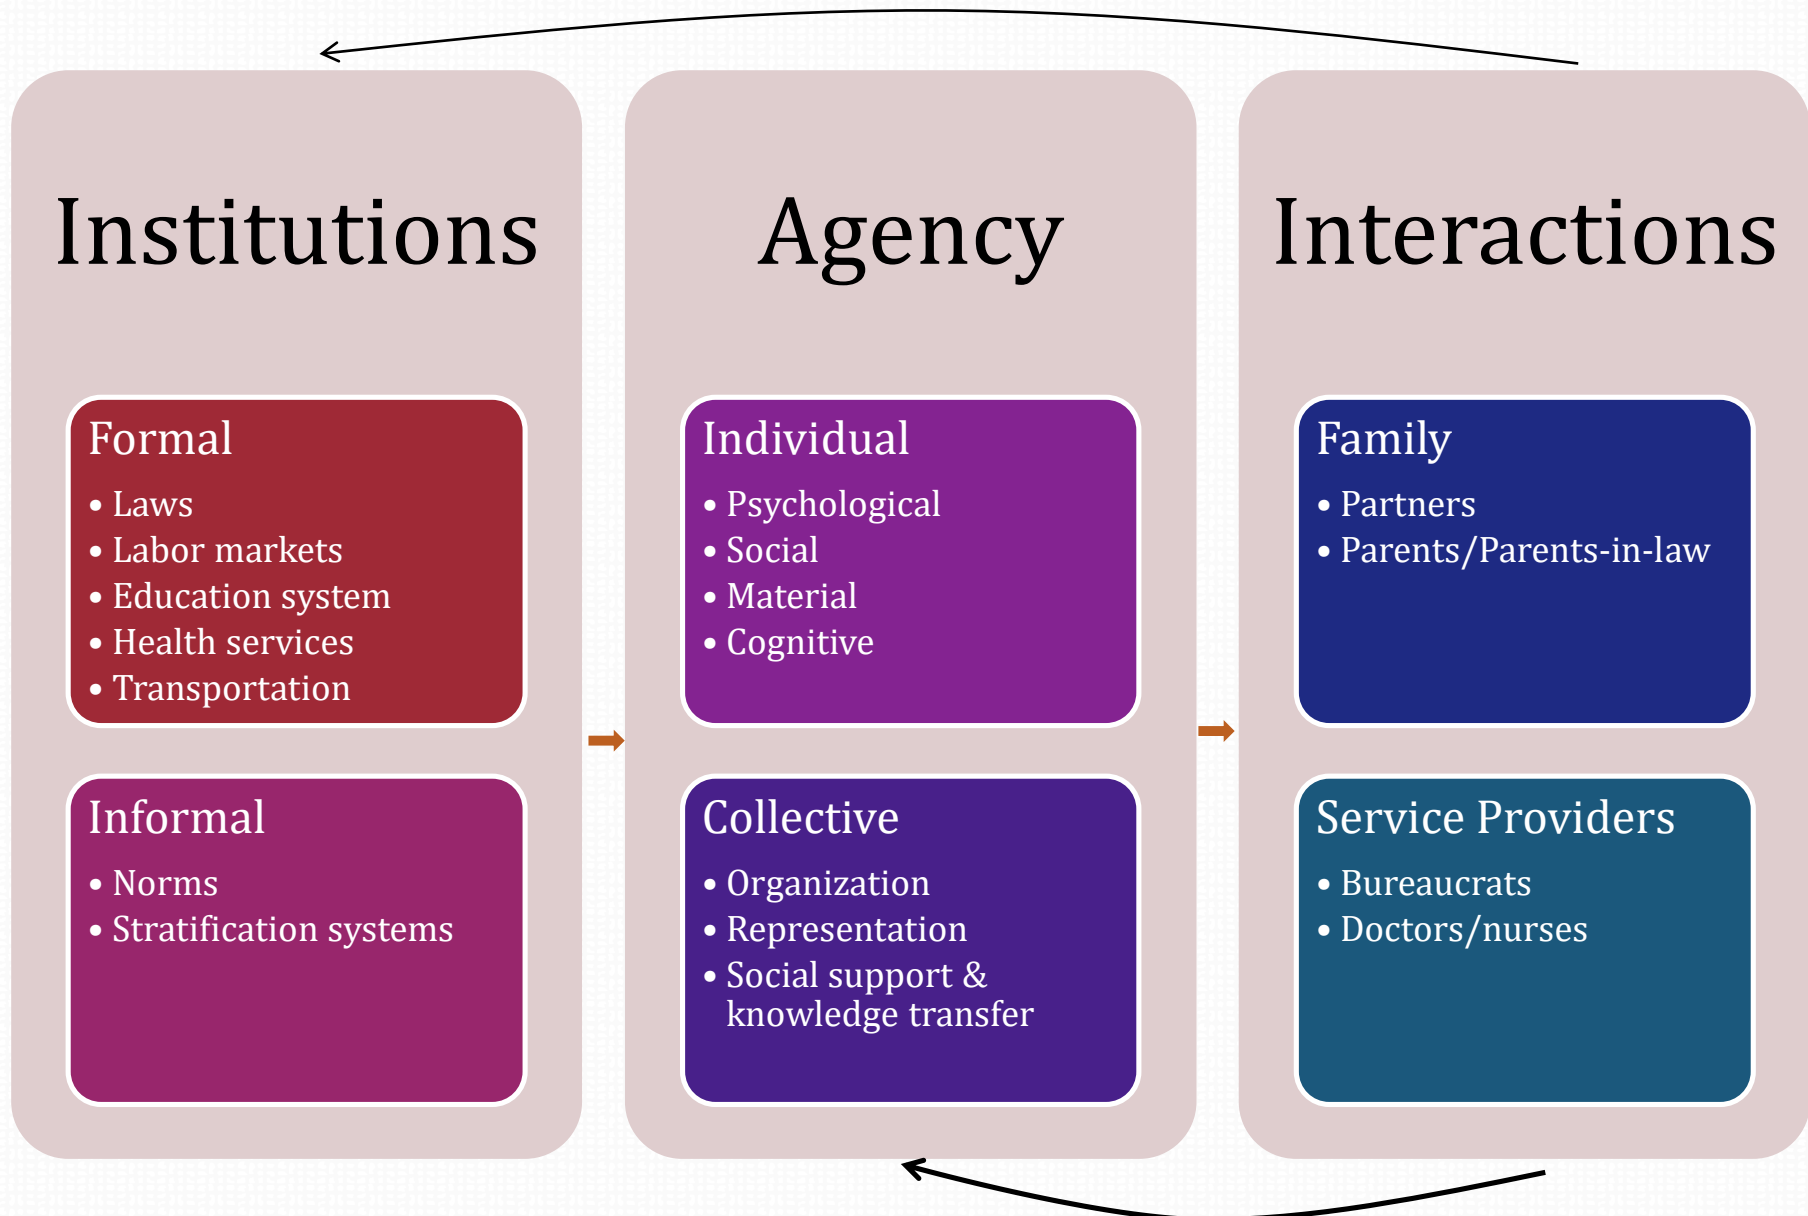 Institutions
Formal
• Laws
• Labor markets
• Education system
• Health services
• Transportation
Informal
• Norms
• Stratification systems
Agency
Individual
• Psychological
• Social
• Material
• Cognitive
Collective
• Organization
• Representation
• Social support &
knowledge transfer
Interactions
Family
• Partners
• Parents/Parents-in-law
Service Providers
• Bureaucrats
• Doctors/nurses